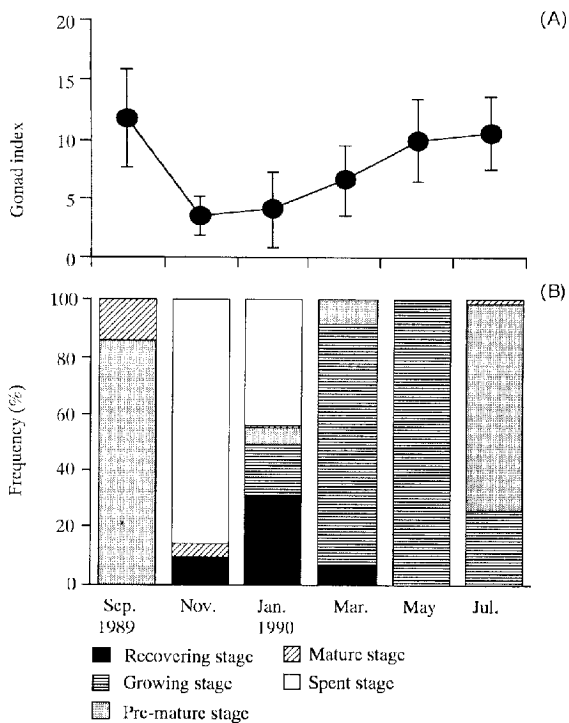 (A)
20
15
10
5
0
Gonad index
(B)
100
80
60
40
20
0
Frequency (%)
Sep. Nov. Jan. Mar. May Jul.
1989 1990
Recovering stage Mature stage
Growing stage Spent stage
Pre-mature stage